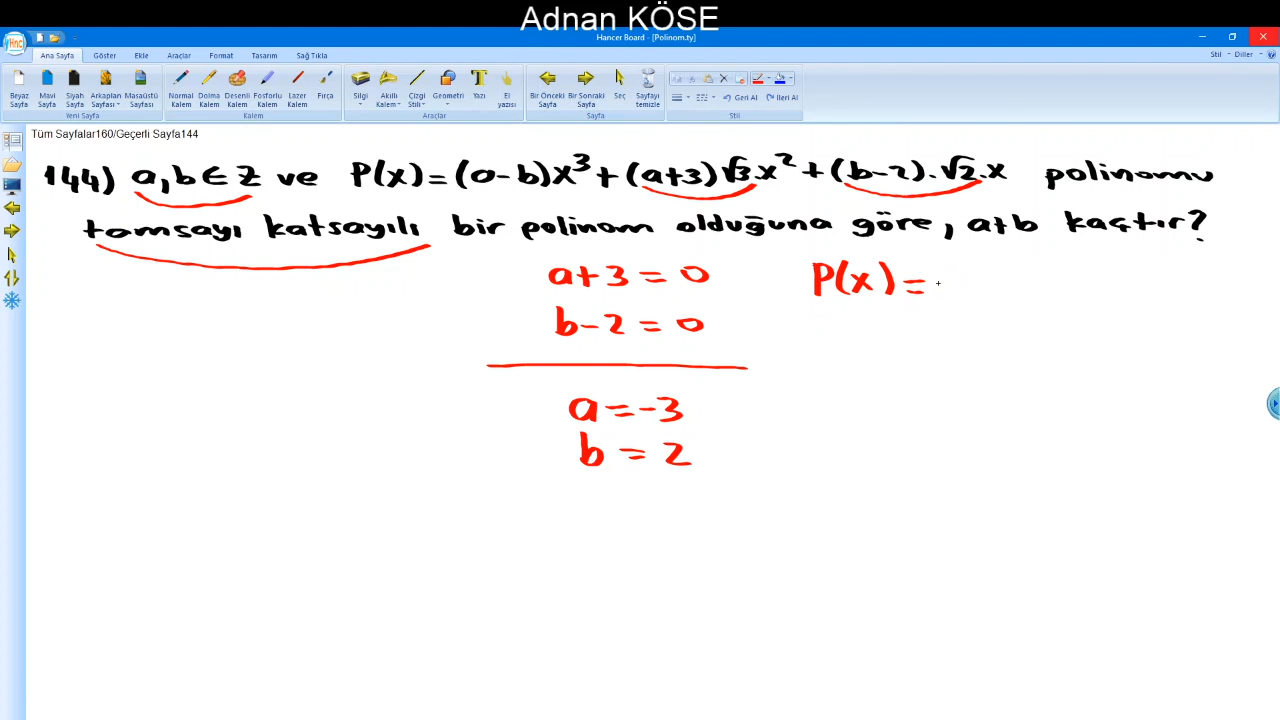 Adnan KÖSE
Hancer Board - [Polinom.ty]
Hnc
Ana Sayfa Göster Ekle Araçlar Format Tasarım Sağ Tıkla Stil Diller
Beyaz Sayfa Mavi Sayfa Siyah Sayfa Arkaplan Sayfası Masaüstü Sayfası Normal Kalem Dolma Kalem Desenli Kalem Fosforlu Kalem Lazer Kalem Fırça Silgi Akıllı Kalem Çizgi Stili Geometri Yazı El yazısı Bir Önceki Sayfa Bir Sonraki Sayfa Seç Sayfayı temizle Geri Al İleri Al
Yeni Sayfa Kalem Araçlar Sayfa Stil
Tüm Sayfalar160/Geçerli Sayfa144
144) a,b ∈ Z ve P(x)=(a-b)x³+(a+3)√3.x²+(b-2).√2.x polinomu
tamsayı katsayılı bir polinom olduğuna göre, a+b kaçtır?
a+3=0 P(x)=
b-2=0
a=-3
b=2